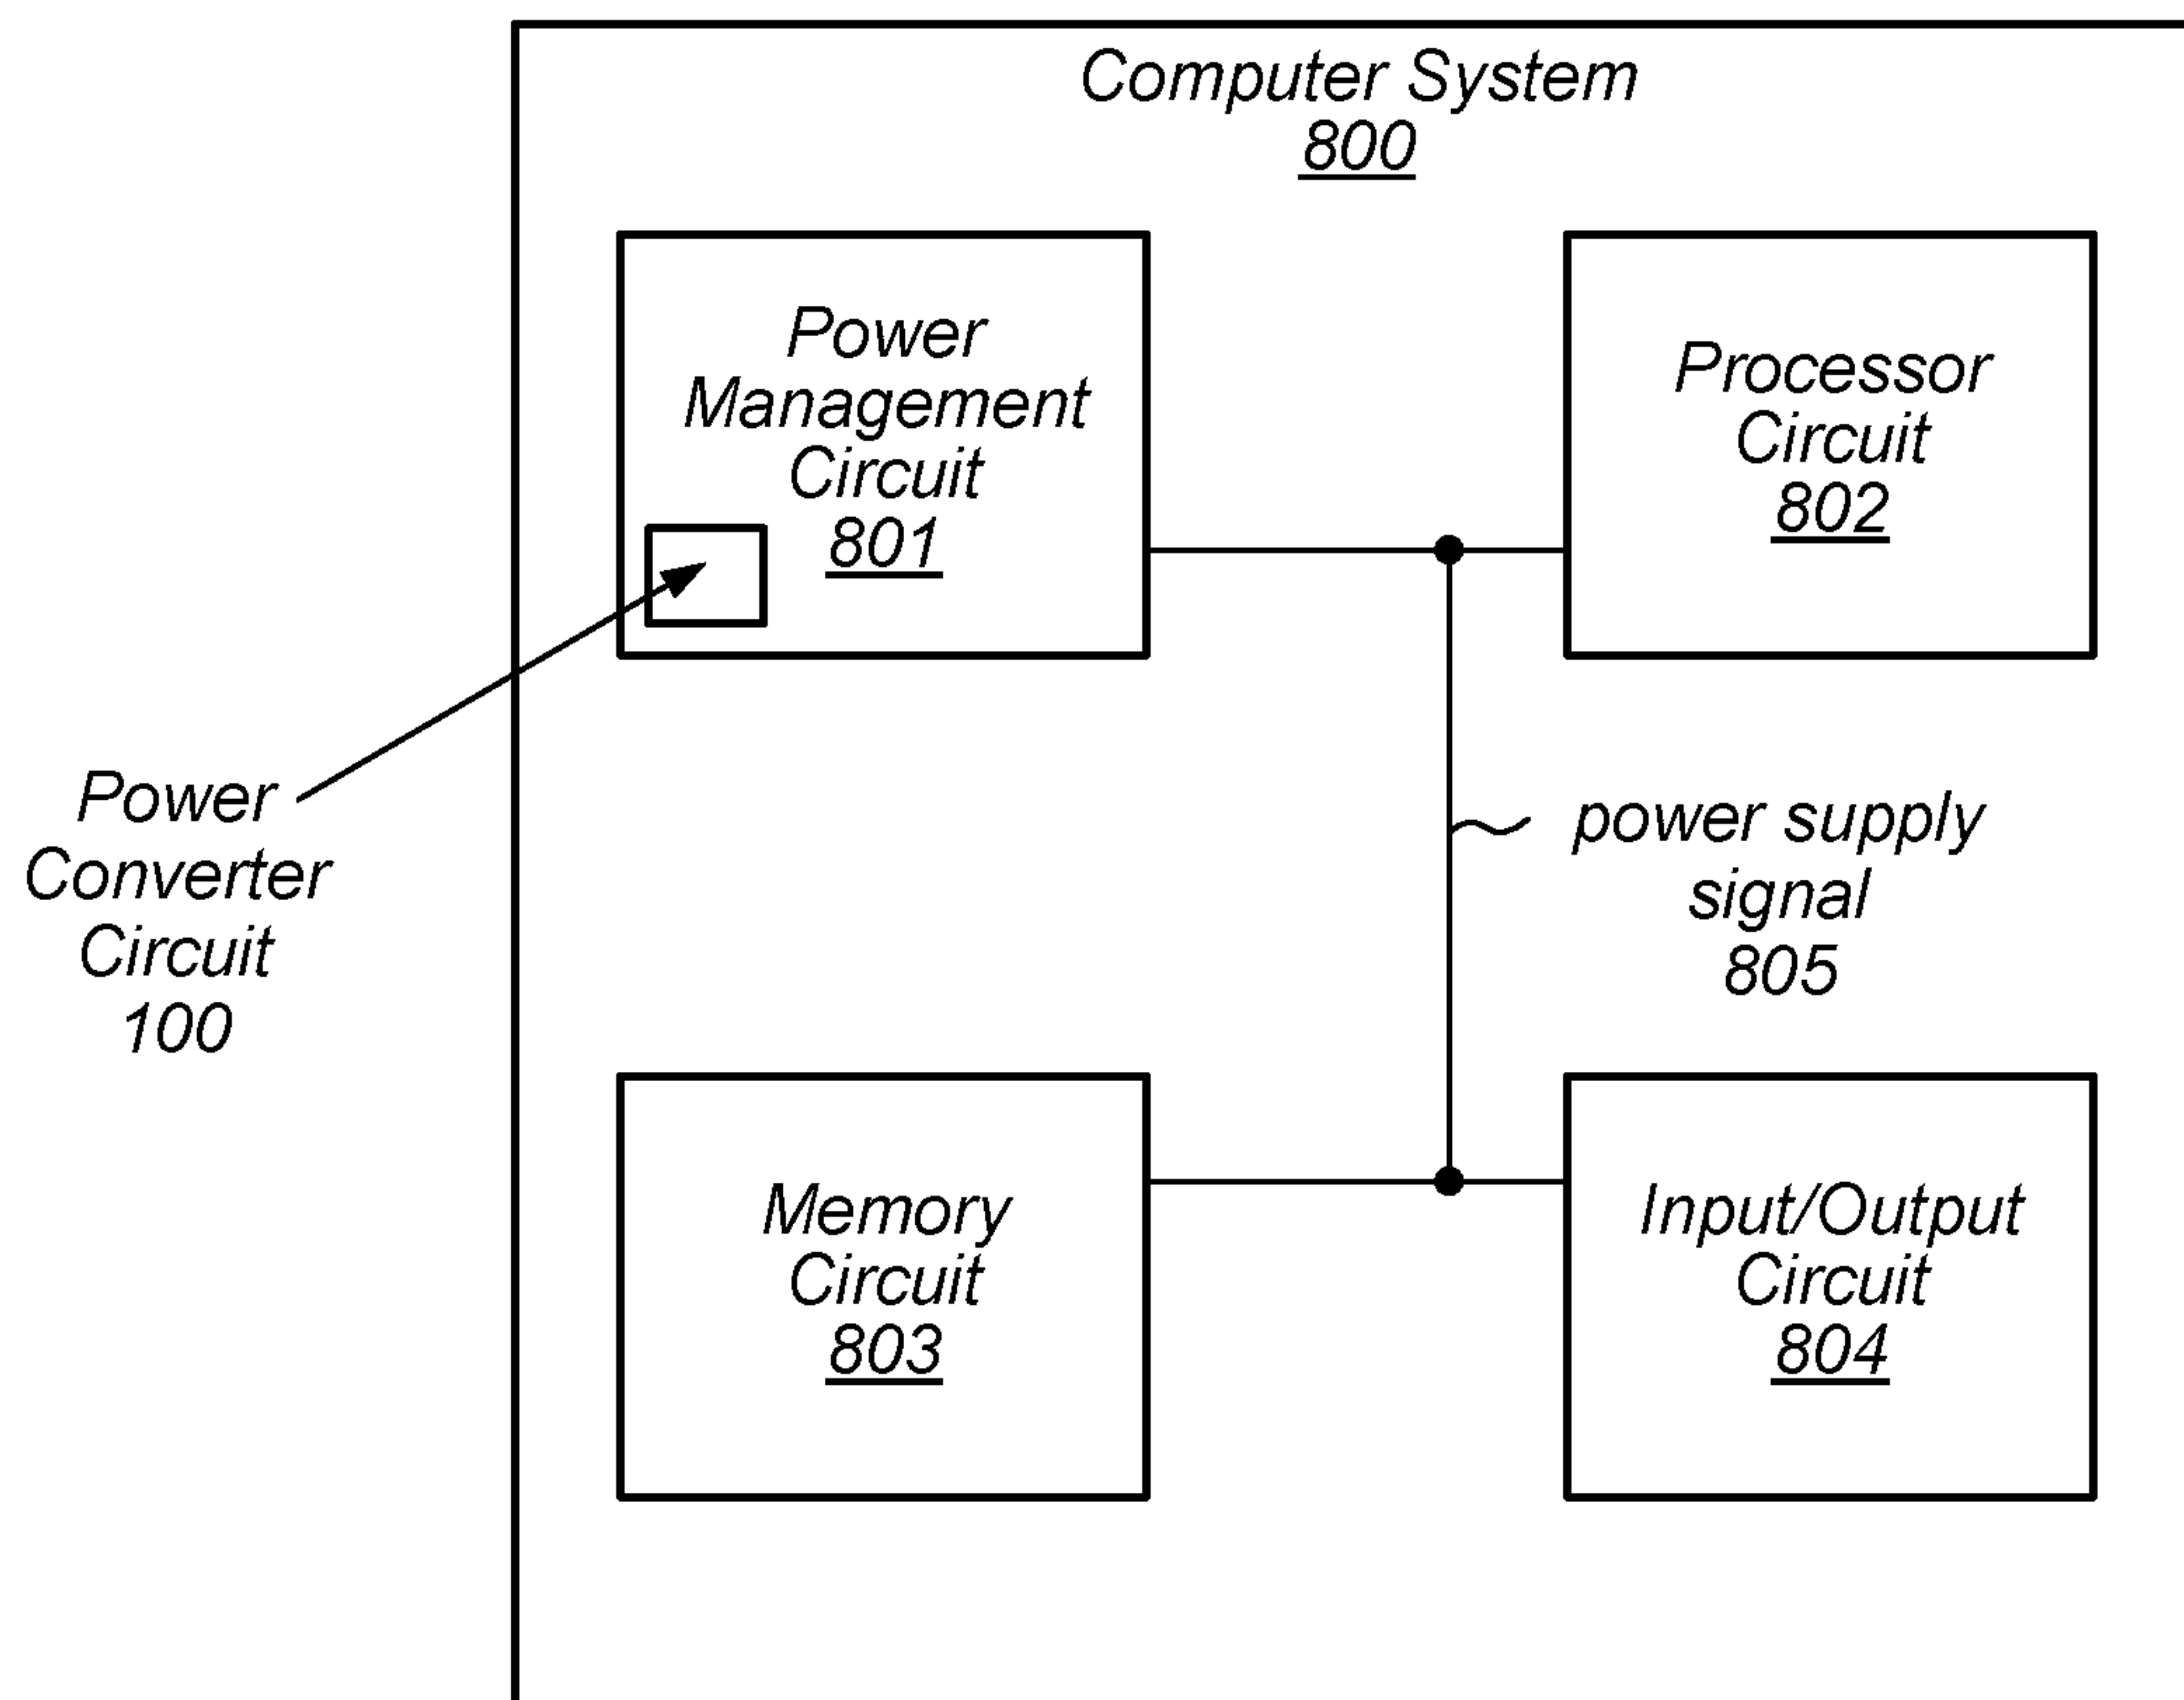 Computer System
800
Power
Management
Circuit
801
Processor
Circuit
802
Power
Converter
Circuit
100
power supply
signal
805
Memory
Circuit
803
Input/Output
Circuit
804